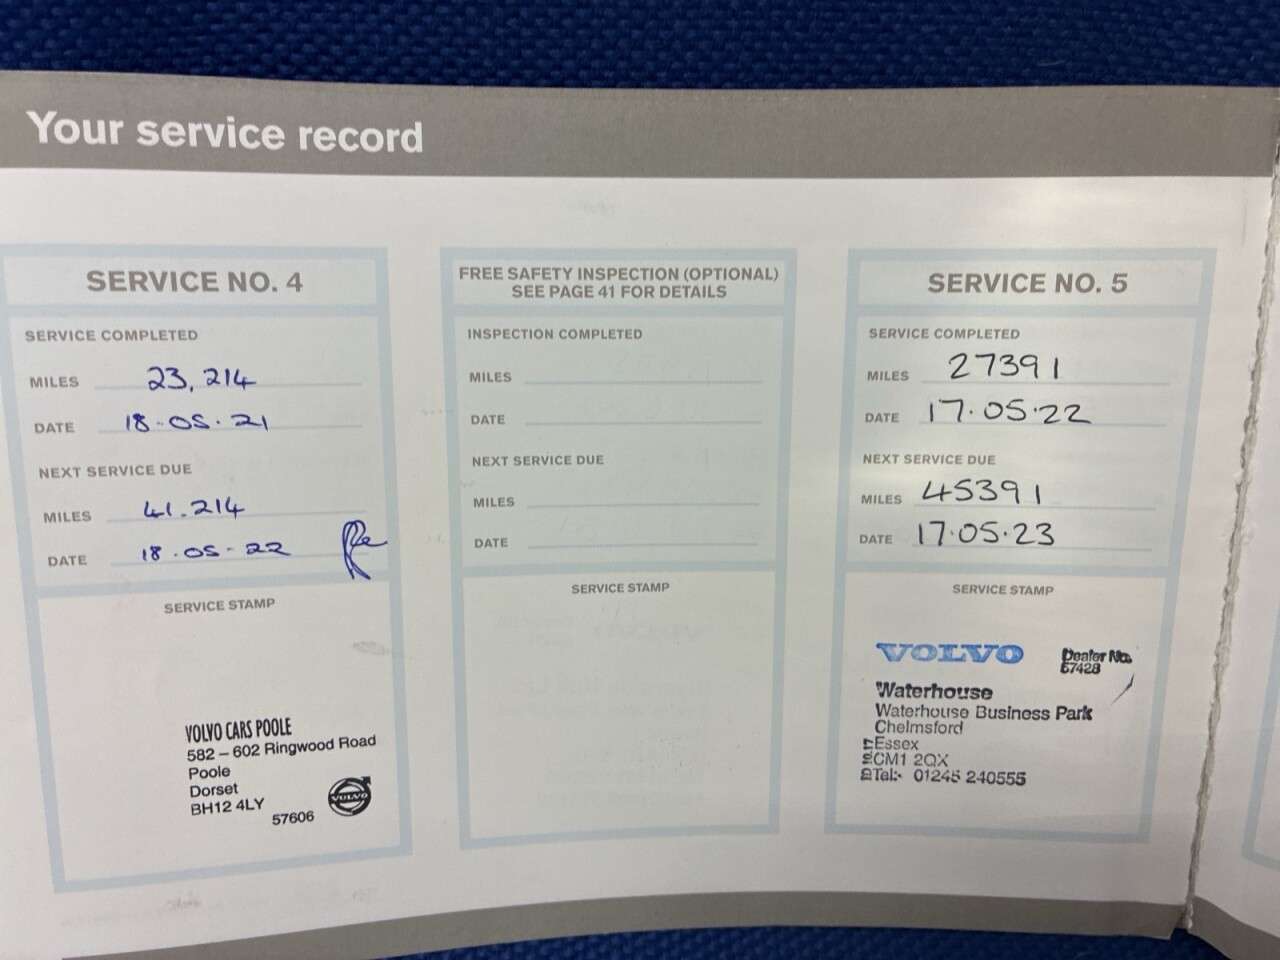 Your service record
SERVICE NO. 4
SERVICE COMPLETED
MILES 23,214
DATE 18.05.21
NEXT SERVICE DUE
MILES 41.214
DATE 18.05-22
SERVICE STAMP
VOLVO CARS POOLE
582 – 602 Ringwood Road
Poole
Dorset
BH12 4LY
57606
VOLVO
FREE SAFETY INSPECTION (OPTIONAL)
SEE PAGE 41 FOR DETAILS
INSPECTION COMPLETED
MILES
DATE
NEXT SERVICE DUE
MILES
DATE
SERVICE STAMP
SERVICE NO. 5
SERVICE COMPLETED
MILES 27391
DATE 17.05.22
NEXT SERVICE DUE
MILES 45391
DATE 17.05.23
SERVICE STAMP
VOLVO
Dealer No.
57428
Waterhouse
Waterhouse Business Park
Chelmsford
Essex
CM1 2QX
Tel: 01245 240555